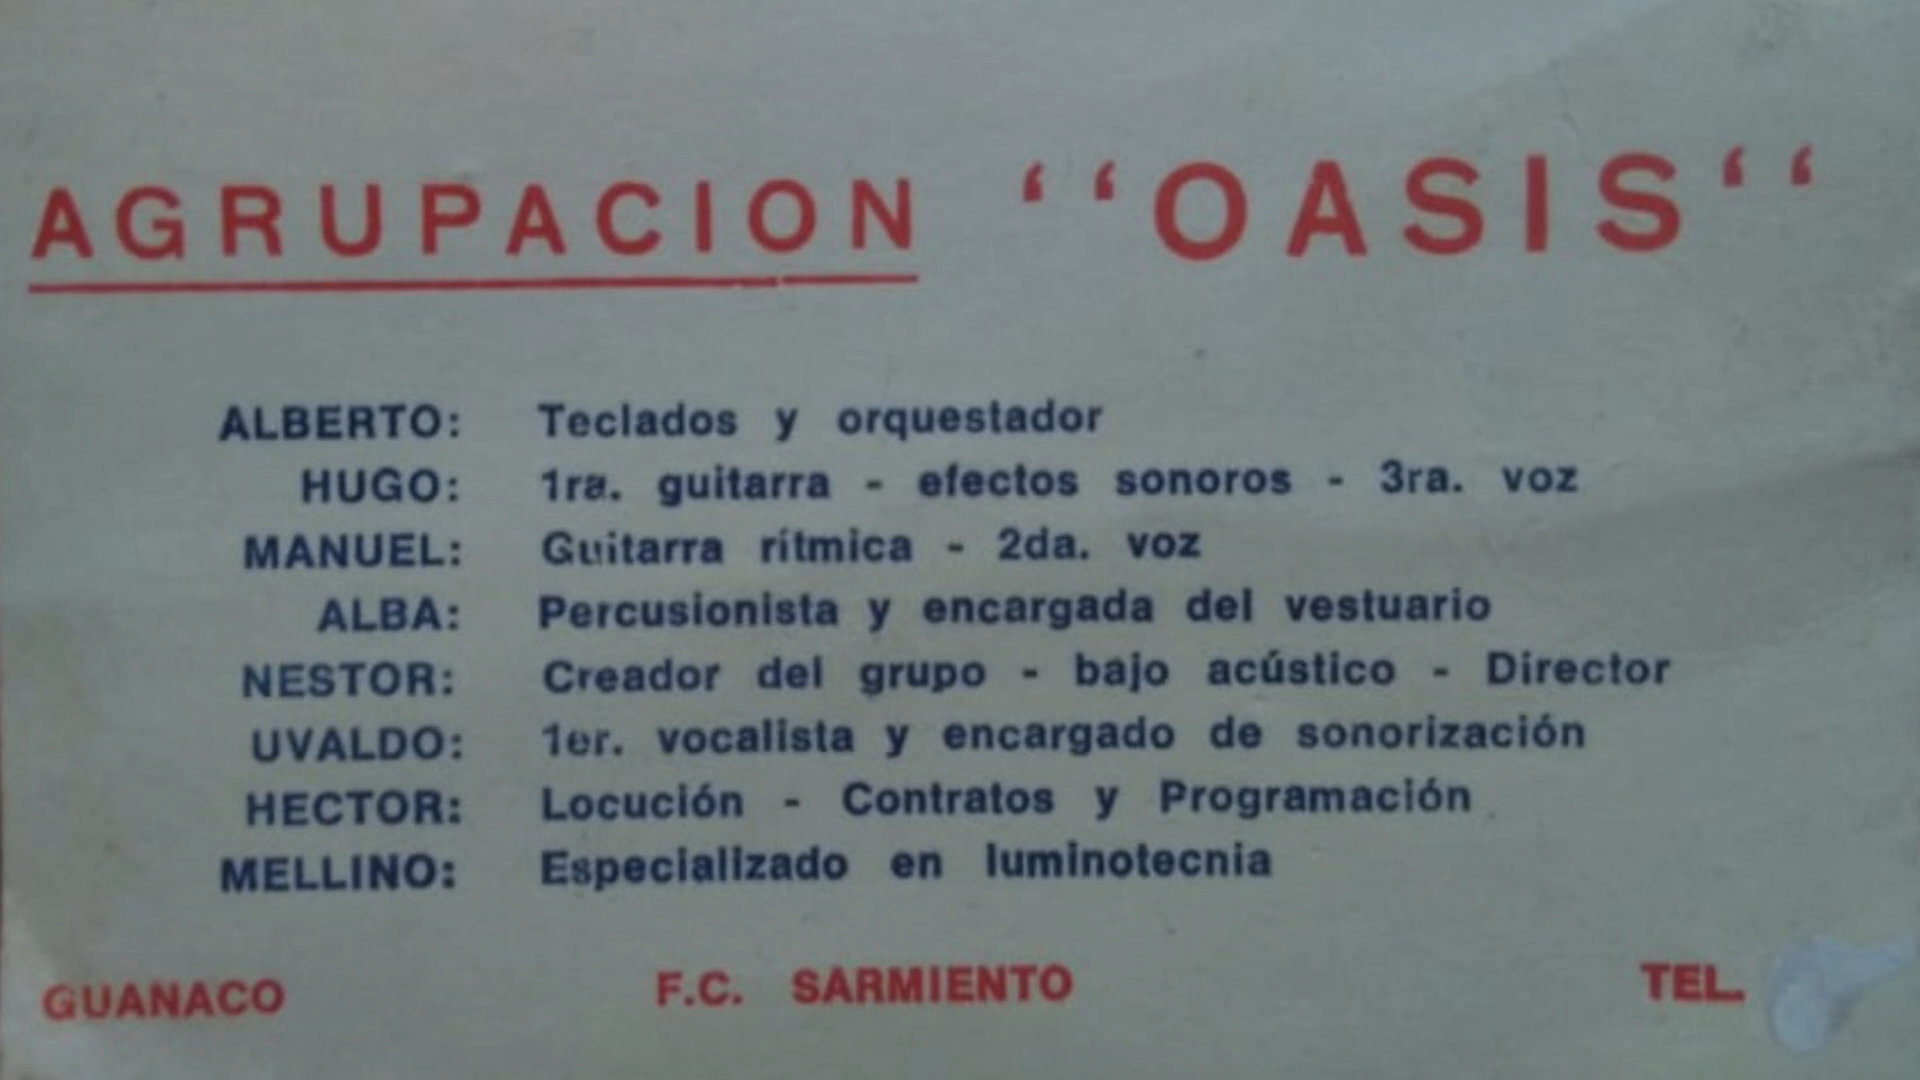 AGRUPACION ‘‘OASIS‘‘
ALBERTO: Teclados y orquestador
HUGO: 1ra. guitarra - efectos sonoros - 3ra. voz
MANUEL: Guitarra rítmica - 2da. voz
ALBA: Percusionista y encargada del vestuario
NESTOR: Creador del grupo - bajo acústico - Director
UVALDO: 1er. vocalista y encargado de sonorización
HECTOR: Locución - Contratos y Programación
MELLINO: Especializado en luminotecnia
GUANACO F.C. SARMIENTO TEL.